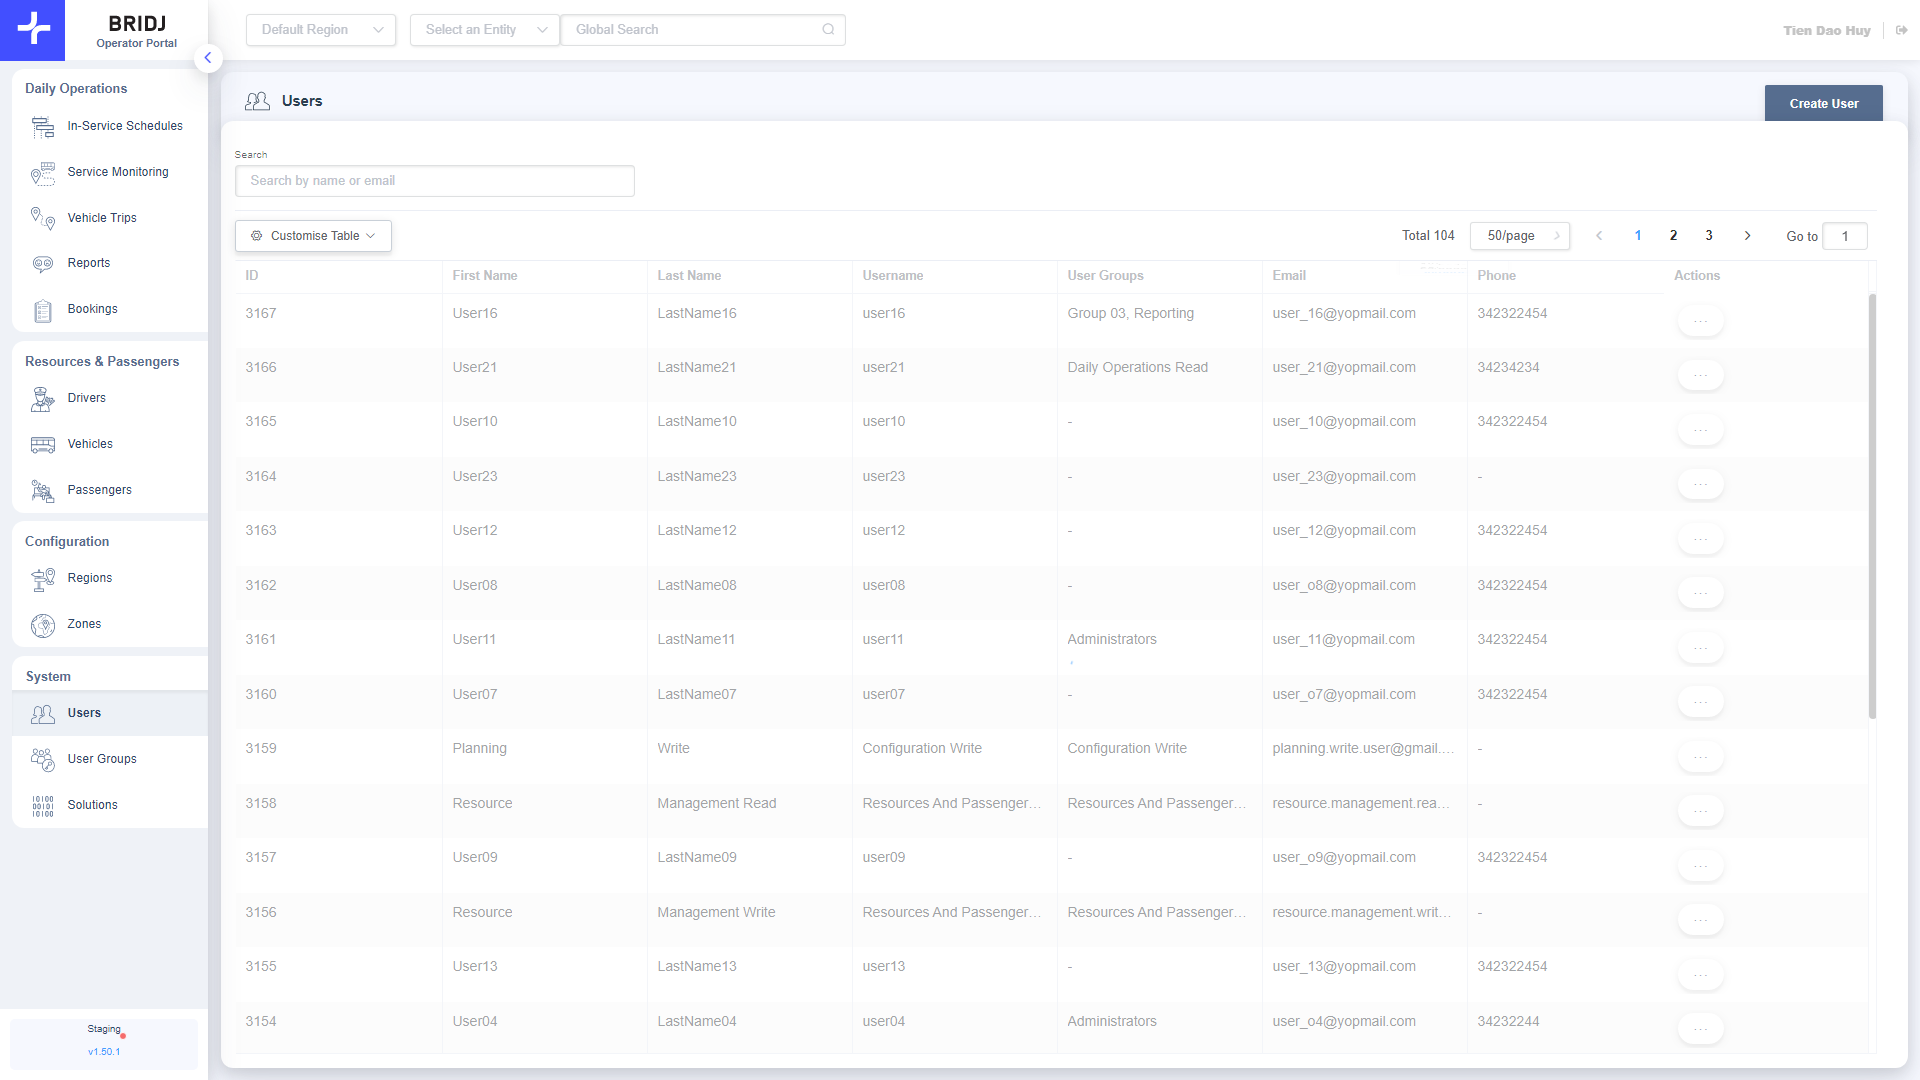 BRIDJ
Operator Portal
Default Region
Select an Entity
Global Search
Tien Dao Huy
Daily Operations
In-Service Schedules
Service Monitoring
Vehicle Trips
Reports
Bookings
Resources & Passengers
Drivers
Vehicles
Passengers
Configuration
Regions
Zones
System
Users
User Groups
10100
00101
10100
Solutions
Staging
v1.50.1
Users
Create User
Search
Search by name or email
Customise Table
Total 104
50/page
1 2 3
Go to 1
ID First Name Last Name Username User Groups Email Phone Actions
3167 User16 LastName16 user16 Group 03, Reporting user_16@yopmail.com 342322454 ...
3166 User21 LastName21 user21 Daily Operations Read user_21@yopmail.com 34234234 ...
3165 User10 LastName10 user10 - user_10@yopmail.com 342322454 ...
3164 User23 LastName23 user23 - user_23@yopmail.com - ...
3163 User12 LastName12 user12 - user_12@yopmail.com 342322454 ...
3162 User08 LastName08 user08 - user_o8@yopmail.com 342322454 ...
3161 User11 LastName11 user11 Administrators user_11@yopmail.com 342322454 ...
,
3160 User07 LastName07 user07 - user_o7@yopmail.com 342322454 ...
3159 Planning Write Configuration Write Configuration Write planning.write.user@gmail.... - ...
3158 Resource Management Read Resources And Passenger... Resources And Passenger... resource.management.rea... - ...
3157 User09 LastName09 user09 - user_o9@yopmail.com 342322454 ...
3156 Resource Management Write Resources And Passenger... Resources And Passenger... resource.management.writ... - ...
3155 User13 LastName13 user13 - user_13@yopmail.com 342322454 ...
3154 User04 LastName04 user04 Administrators user_o4@yopmail.com 34232244 ...